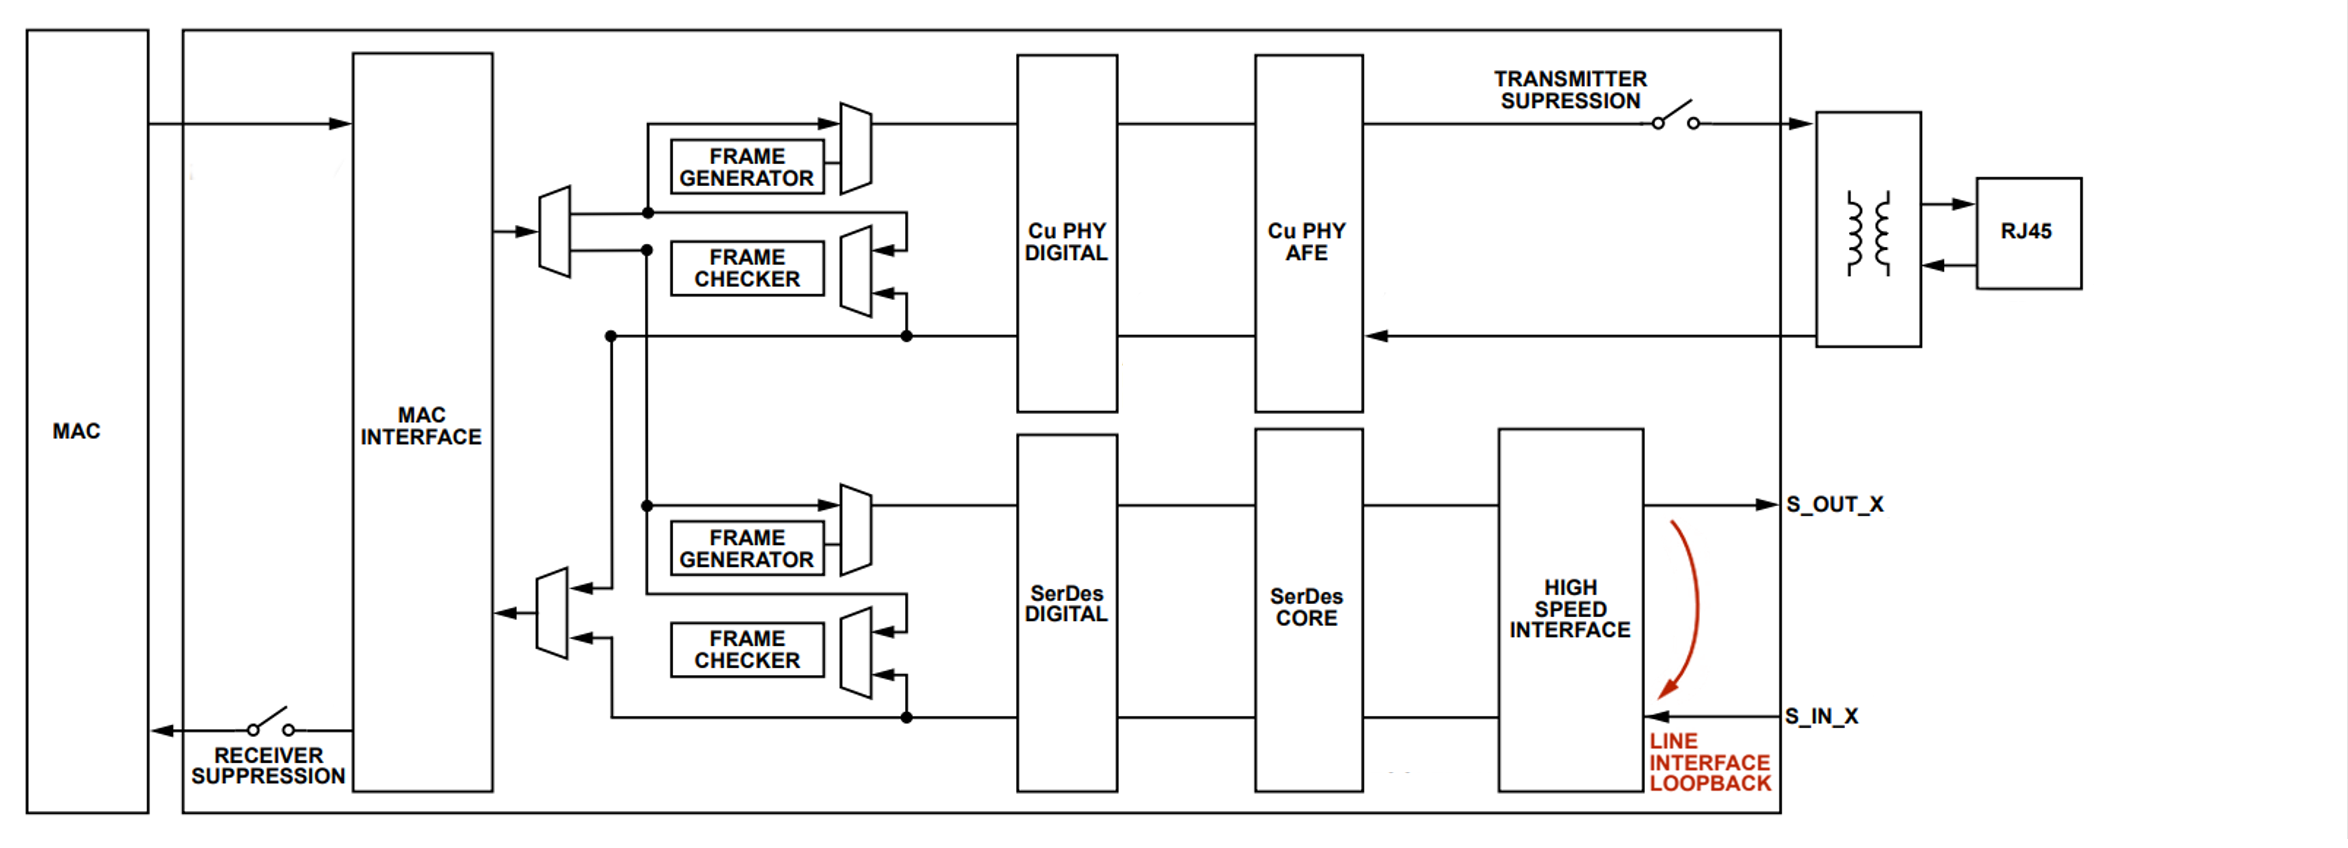 TRANSMITTER
SUPRESSION
FRAME
GENERATOR
FRAME
CHECKER
Cu PHY
DIGITAL
Cu PHY
AFE
RJ45
MAC
MAC
INTERFACE
S_OUT_X
FRAME
GENERATOR
FRAME
CHECKER
SerDes
DIGITAL
SerDes
CORE
HIGH
SPEED
INTERFACE
S_IN_X
LINE
INTERFACE
LOOPBACK
RECEIVER
SUPPRESSION